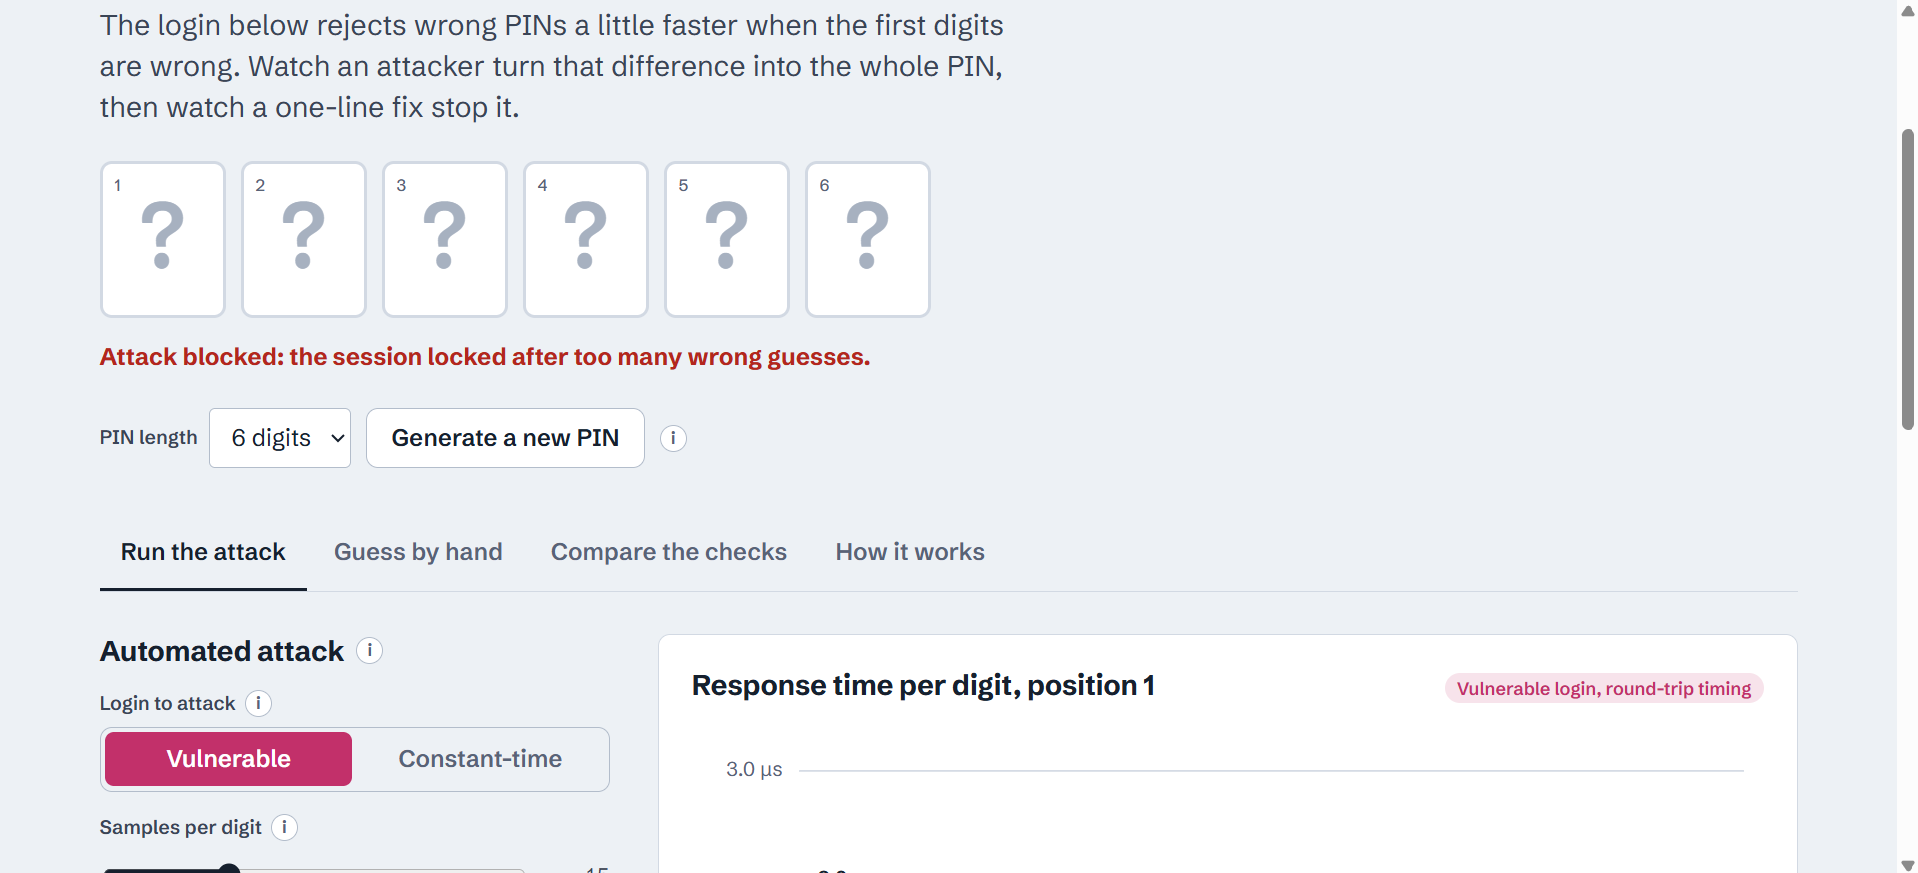 The login below rejects wrong PINs a little faster when the first digits
are wrong. Watch an attacker turn that difference into the whole PIN,
then watch a one-line fix stop it.
1 2 3 4 5 6
? ? ? ? ? ?
Attack blocked: the session locked after too many wrong guesses.
PIN length 6 digits Generate a new PIN i
Run the attack Guess by hand Compare the checks How it works
Automated attack i
Login to attack i
Vulnerable Constant-time
Samples per digit i
Response time per digit, position 1
Vulnerable login, round-trip timing
3.0 µs